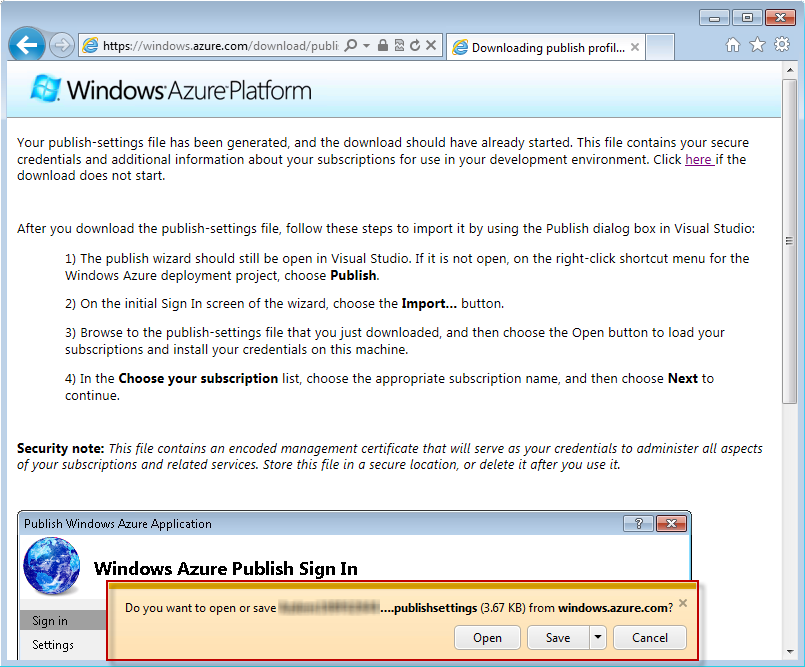 https://windows.azure.com/download/publi
Downloading publish profil...
Windows Azure Platform
Your publish-settings file has been generated, and the download should have already started. This file contains your secure
credentials and additional information about your subscriptions for use in your development environment. Click here if the
download does not start.
After you download the publish-settings file, follow these steps to import it by using the Publish dialog box in Visual Studio:
1) The publish wizard should still be open in Visual Studio. If it is not open, on the right-click shortcut menu for the
Windows Azure deployment project, choose Publish.
2) On the initial Sign In screen of the wizard, choose the Import... button.
3) Browse to the publish-settings file that you just downloaded, and then choose the Open button to load your
subscriptions and install your credentials on this machine.
4) In the Choose your subscription list, choose the appropriate subscription name, and then choose Next to
continue.
Security note: This file contains an encoded management certificate that will serve as your credentials to administer all aspects
of your subscriptions and related services. Store this file in a secure location, or delete it after you use it.
Publish Windows Azure Application
Windows Azure Publish Sign In
Sign in
Settings
Do you want to open or save ....publishsettings (3.67 KB) from windows.azure.com?
Open
Save
Cancel